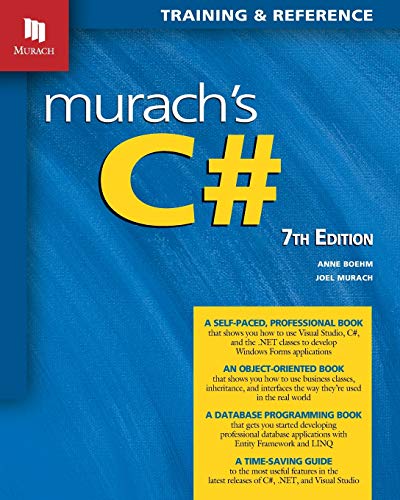 TRAINING & REFERENCE
MURACH
murach's
C#
7TH EDITION
ANNE BOEHM
JOEL MURACH
A SELF-PACED, PROFESSIONAL BOOK
that shows you how to use Visual Studio, C#,
and the .NET classes to develop
Windows Forms applications
AN OBJECT-ORIENTED BOOK
that shows you how to use business classes,
inheritance, and interfaces the way they're used
in the real world
A DATABASE PROGRAMMING BOOK
that gets you started developing
professional database applications with
Entity Framework and LINQ
A TIME-SAVING GUIDE
to the most useful features in the
latest releases of C#, .NET, and Visual Studio